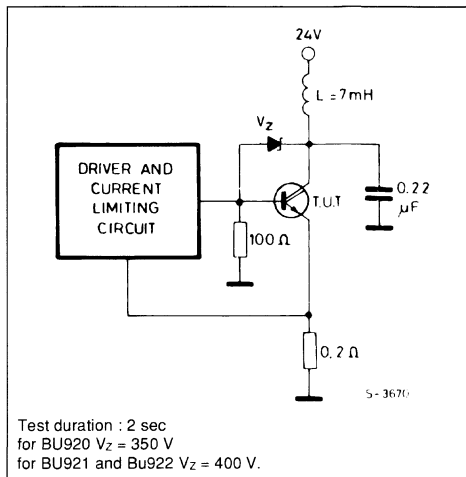 24V
L = 7mH
VZ
DRIVER AND
CURRENT
LIMITING
CIRCUIT
T.U.T
0.22
μF
100 Ω
0.2 Ω
S-3670
Test duration : 2 sec
for BU920 VZ = 350 V
for BU921 and Bu922 VZ = 400 V.